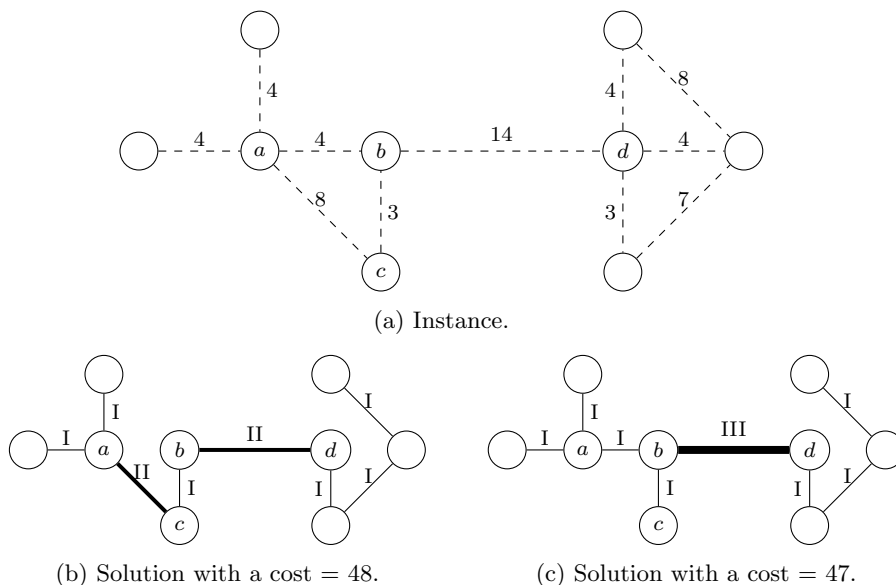 4
8
4
4
4
a
4
b
14
d
4
8
3
3
7
c
(a) Instance.
I
I
I
a
II
b
II
d
I
I
I
c
I
I
a
I
b
III
d
I
I
I
I
c
(b) Solution with a cost = 48.
(c) Solution with a cost = 47.